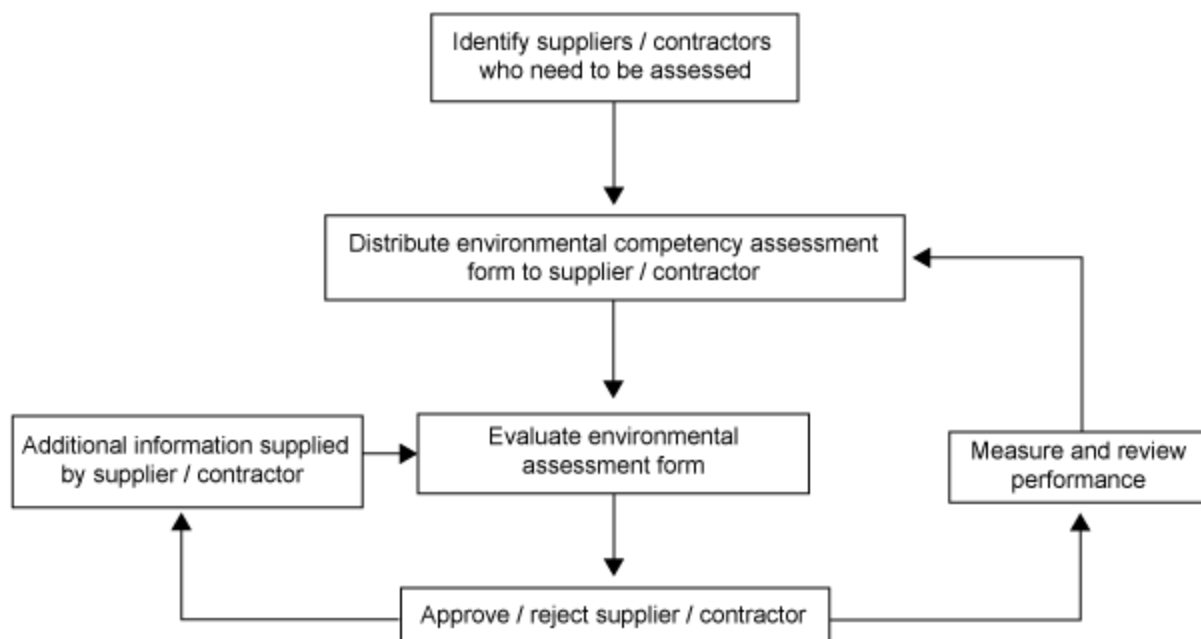 Identify suppliers / contractors
who need to be assessed
Distribute environmental competency assessment
form to supplier / contractor
Additional information supplied
by supplier / contractor
Evaluate environmental
assessment form
Measure and review
performance
Approve / reject supplier / contractor